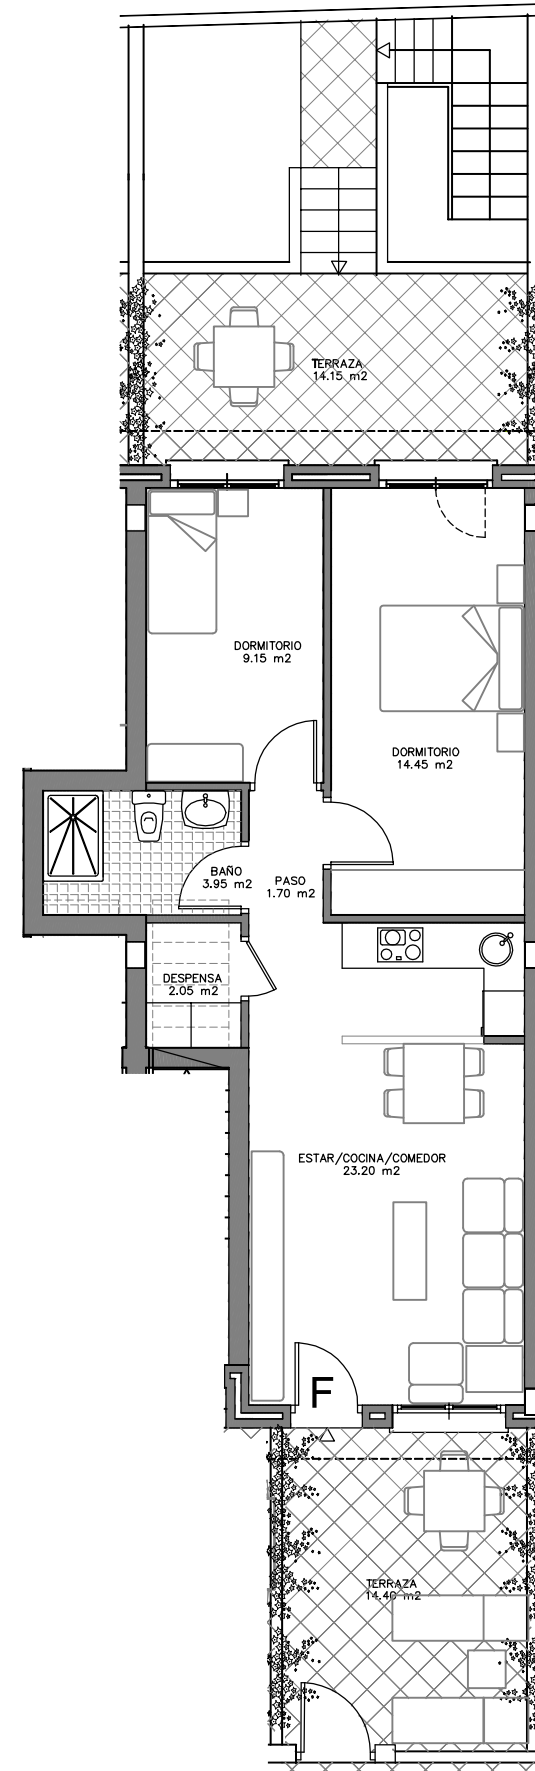 TERRAZA
14.15 m2
DORMITORIO
9.15 m2
DORMITORIO
14.45 m2
BAÑO
3.95 m2
PASO
1.70 m2
DESPENSA
2.05 m2
ESTAR/COCINA/COMEDOR
23.20 m2
F
TERRAZA
14.40 m2